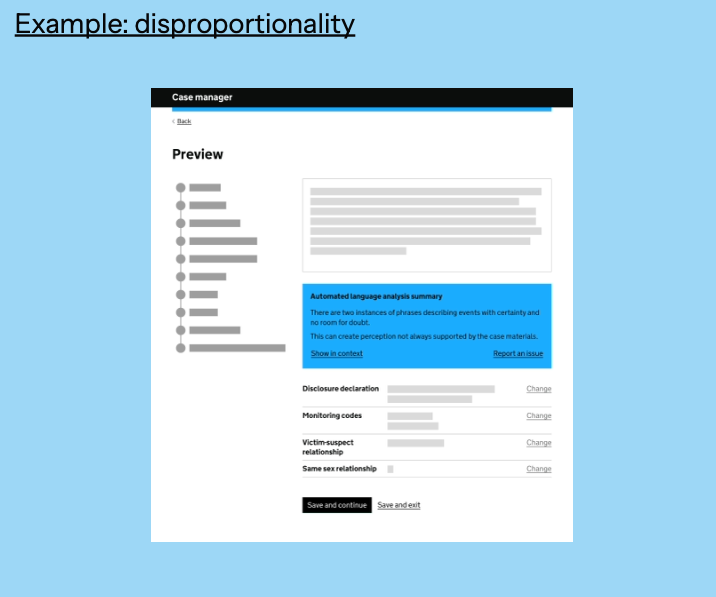 Example: disproportionality
Case manager
‹ Back
Preview
Automated language analysis summary
There are two instances of phrases describing events with certainty and
no room for doubt.
This can create perception not always supported by the case materials.
Show in context
Report an issue
Disclosure declaration
Change
Monitoring codes
Change
Victim-suspect
relationship
Change
Same sex relationship
Change
Save and continue
Save and exit